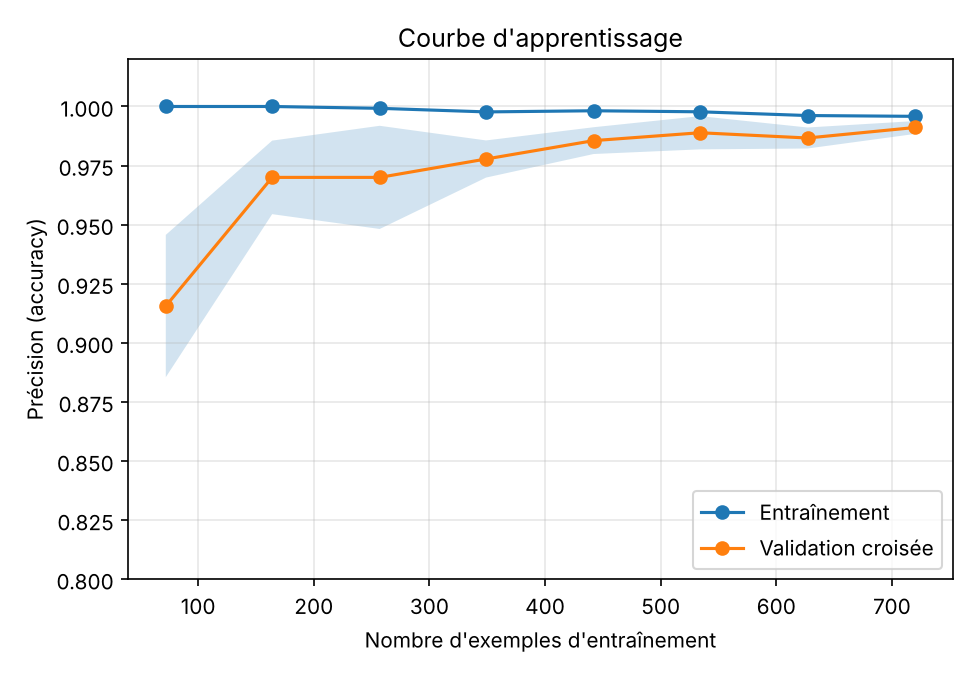 Courbe d'apprentissage
Précision (accuracy)
1.000
0.975
0.950
0.925
0.900
0.875
0.850
0.825
0.800
100 200 300 400 500 600 700
Nombre d'exemples d'entraînement
Entraînement
Validation croisée